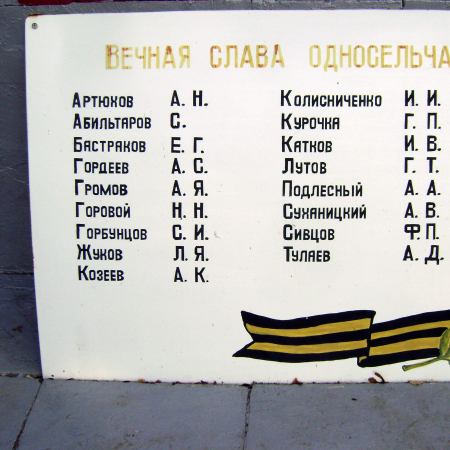 ВЕЧНАЯ СЛАВА ОДНОСЕЛЬЧА
АРТЮХОВ А. Н.
АБИЛЬТАРОВ С.
БАСТРАКОВ Е. Г.
ГОРДЕЕВ А. С.
ГРОМОВ А. Я.
ГОРОВОЙ Н. Н.
ГОРБУНЦОВ С. И.
ЖУКОВ Л. Я.
КОЗЕЕВ А. К
КОЛИСНИЧЕНКО И. И.
КУРОЧКА Г. П.
КАТКОВ И. В.
ЛУТОВ Г. Т.
ПОДЛЕСНЫЙ А. А.
СУХАНИЦКИЙ А. В.
СИВЦОВ Ф. П.
ТУЛЯЕВ А. Д.